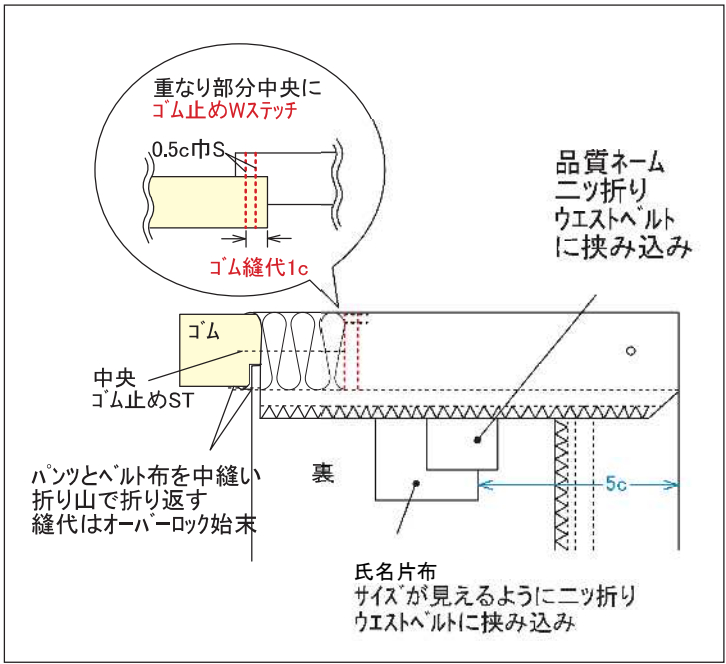 重なり部分中央に
ゴム止めWステッチ
0.5c巾S
ゴム縫代1c
品質ネーム
二ツ折り
ウエストベルト
に挟み込み
ゴム
中央
ゴム止めST
パンツとベルト布を中縫い
折り山で折り返す
縫代はオーバーロック始末
裏
5c
氏名片布
サイズが見えるように二ツ折り
ウエストベルトに挟み込み